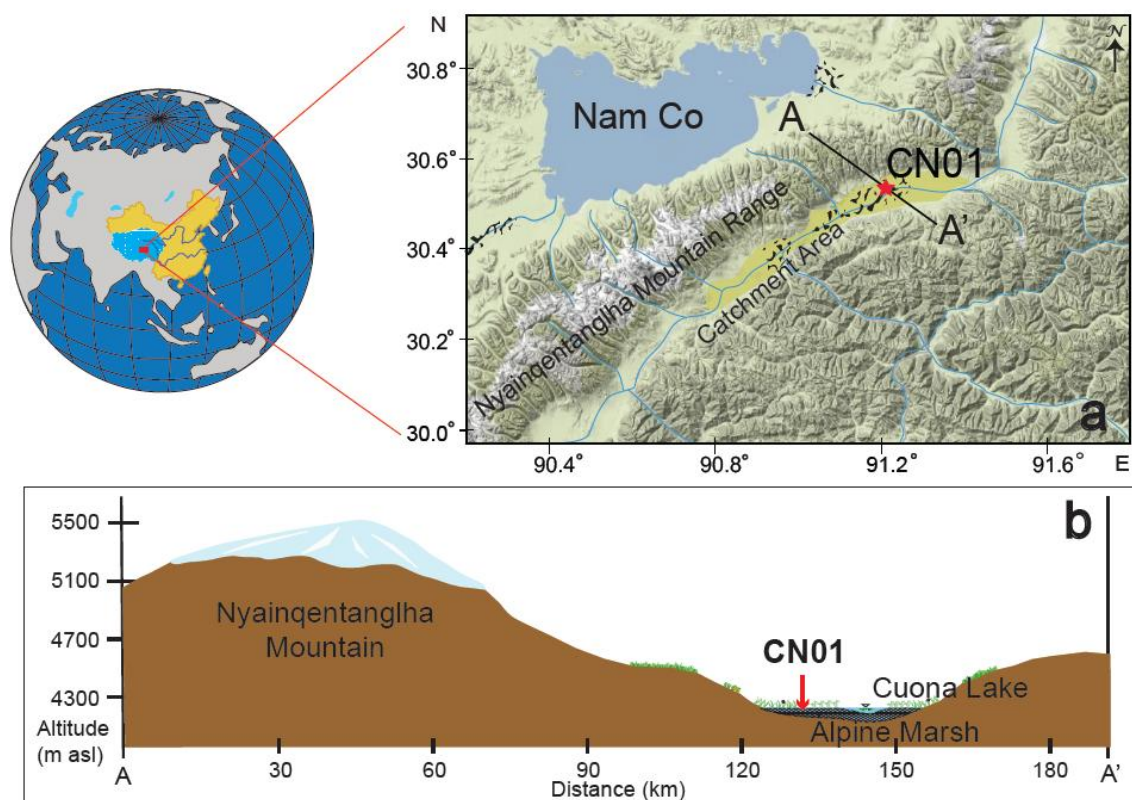 N
N
30.8°
30.6°
30.4°
30.2°
30.0°
Nam Co
A
CN01
A'
Nyainqentanglha Mountain Range
Catchment Area
a
90.4°
90.8°
91.2°
91.6°
E
b
5500
5100
4700
4300
Altitude
(m asl)
Nyainqentanglha
Mountain
CN01
Cuona Lake
Alpine Marsh
A
30
60
90
120
150
180
A'
Distance (km)